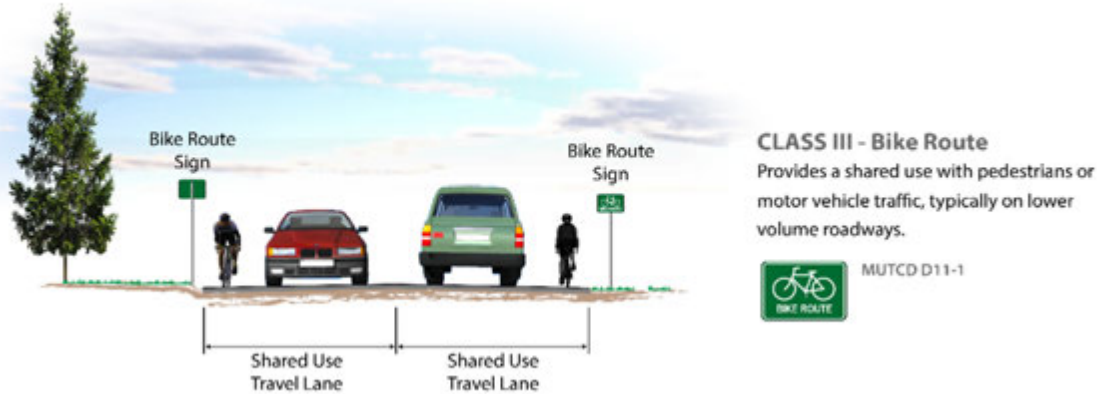 Bike Route
Sign
Bike Route
Sign
CLASS III - Bike Route
Provides a shared use with pedestrians or
motor vehicle traffic, typically on lower
volume roadways.
MUTCD D11-1
BIKE ROUTE
Shared Use
Travel Lane
Shared Use
Travel Lane